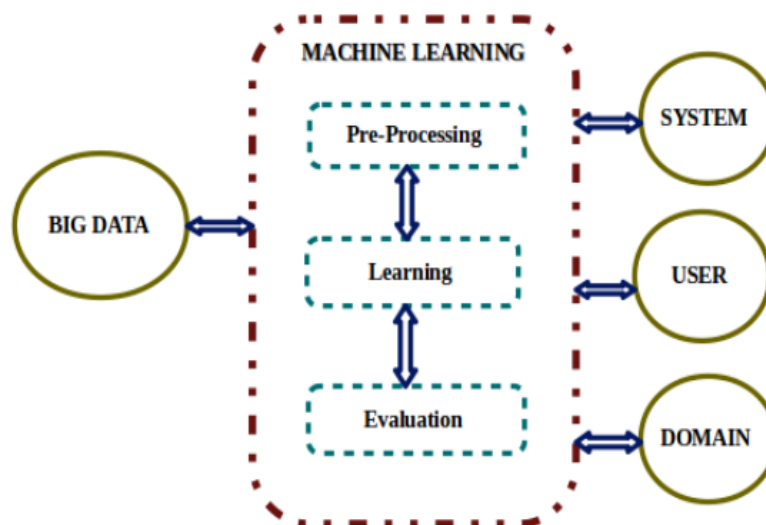 MACHINE LEARNING
Pre-Processing
Learning
Evaluation
BIG DATA
SYSTEM
USER
DOMAIN